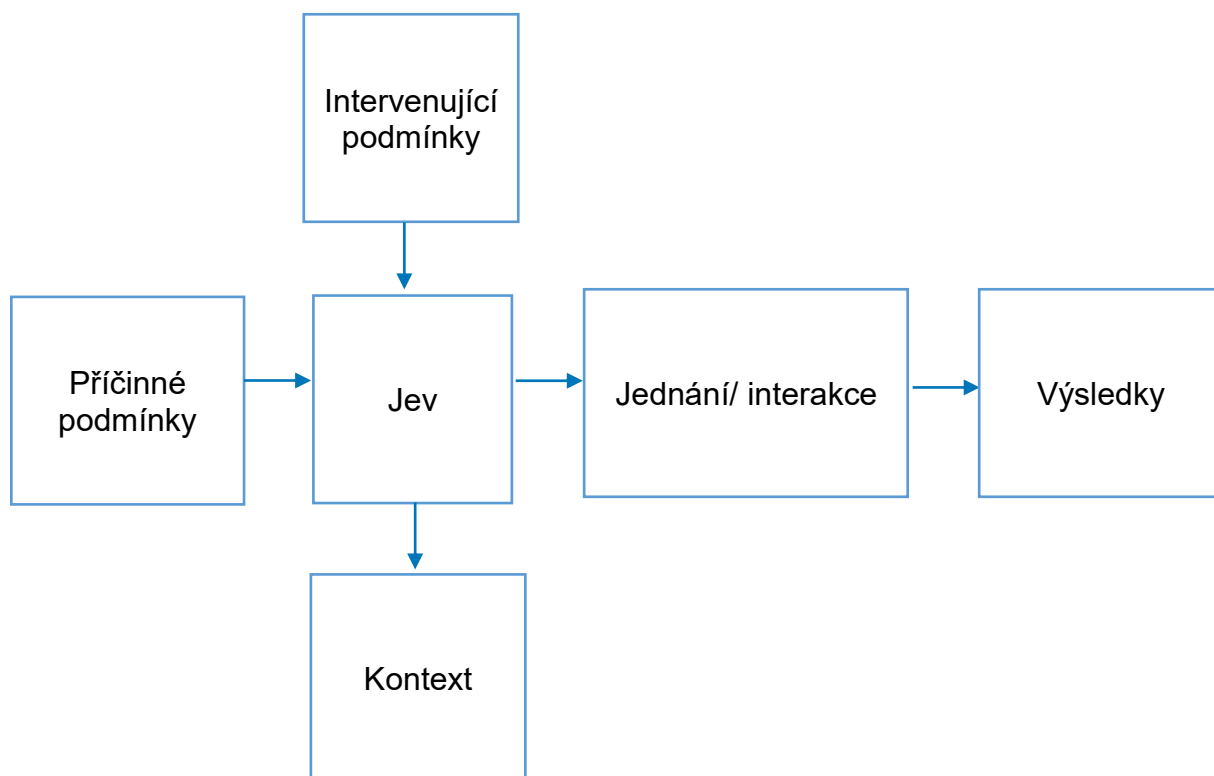 Intervenující
podmínky
Příčinné
podmínky
Jev
Jednání/ interakce
Výsledky
Kontext